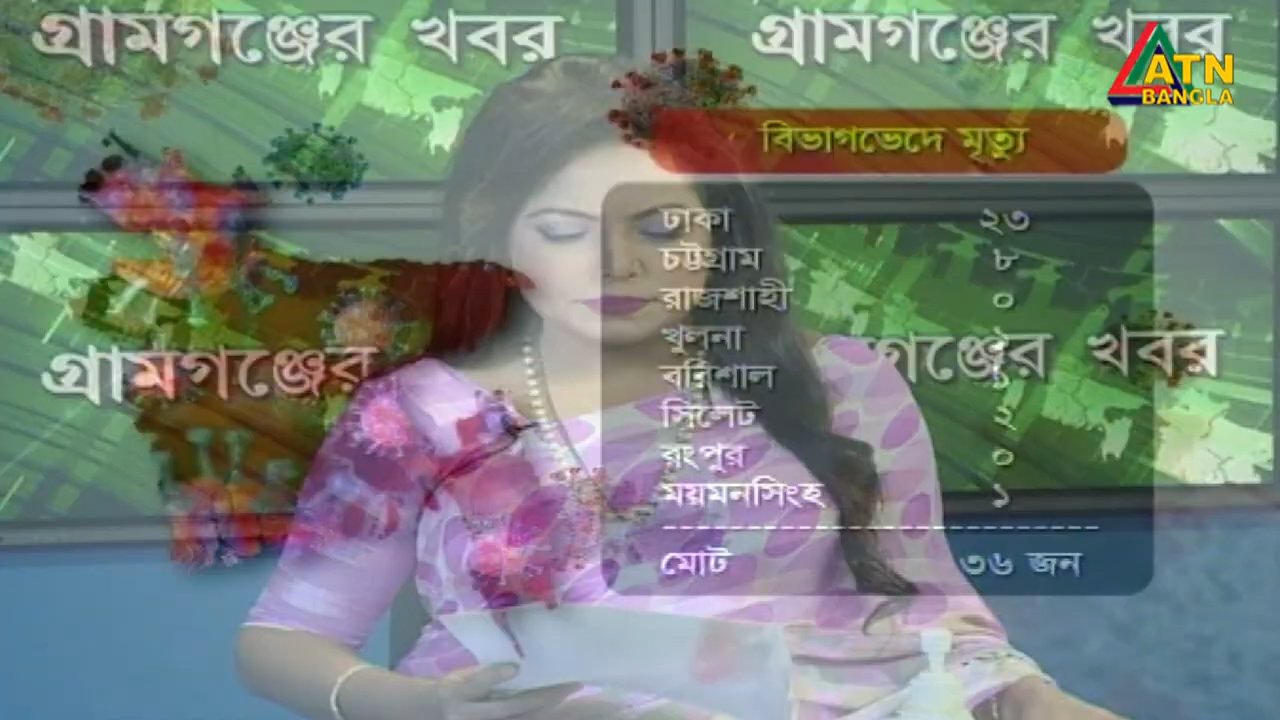 গ্রামগঞ্জের খবর
গ্রামগঞ্জের খবর
ATN
BANGLA
বিভাগভেদে মৃত্যু
ঢাকা ২৩
চট্টগ্রাম ৮
রাজশাহী ০
খুলনা
বরিশাল ১
সিলেট ২
রংপুর ০
ময়মনসিংহ ১
মোট ৩৬ জন
গ্রামগঞ্জের
গঞ্জের খবর